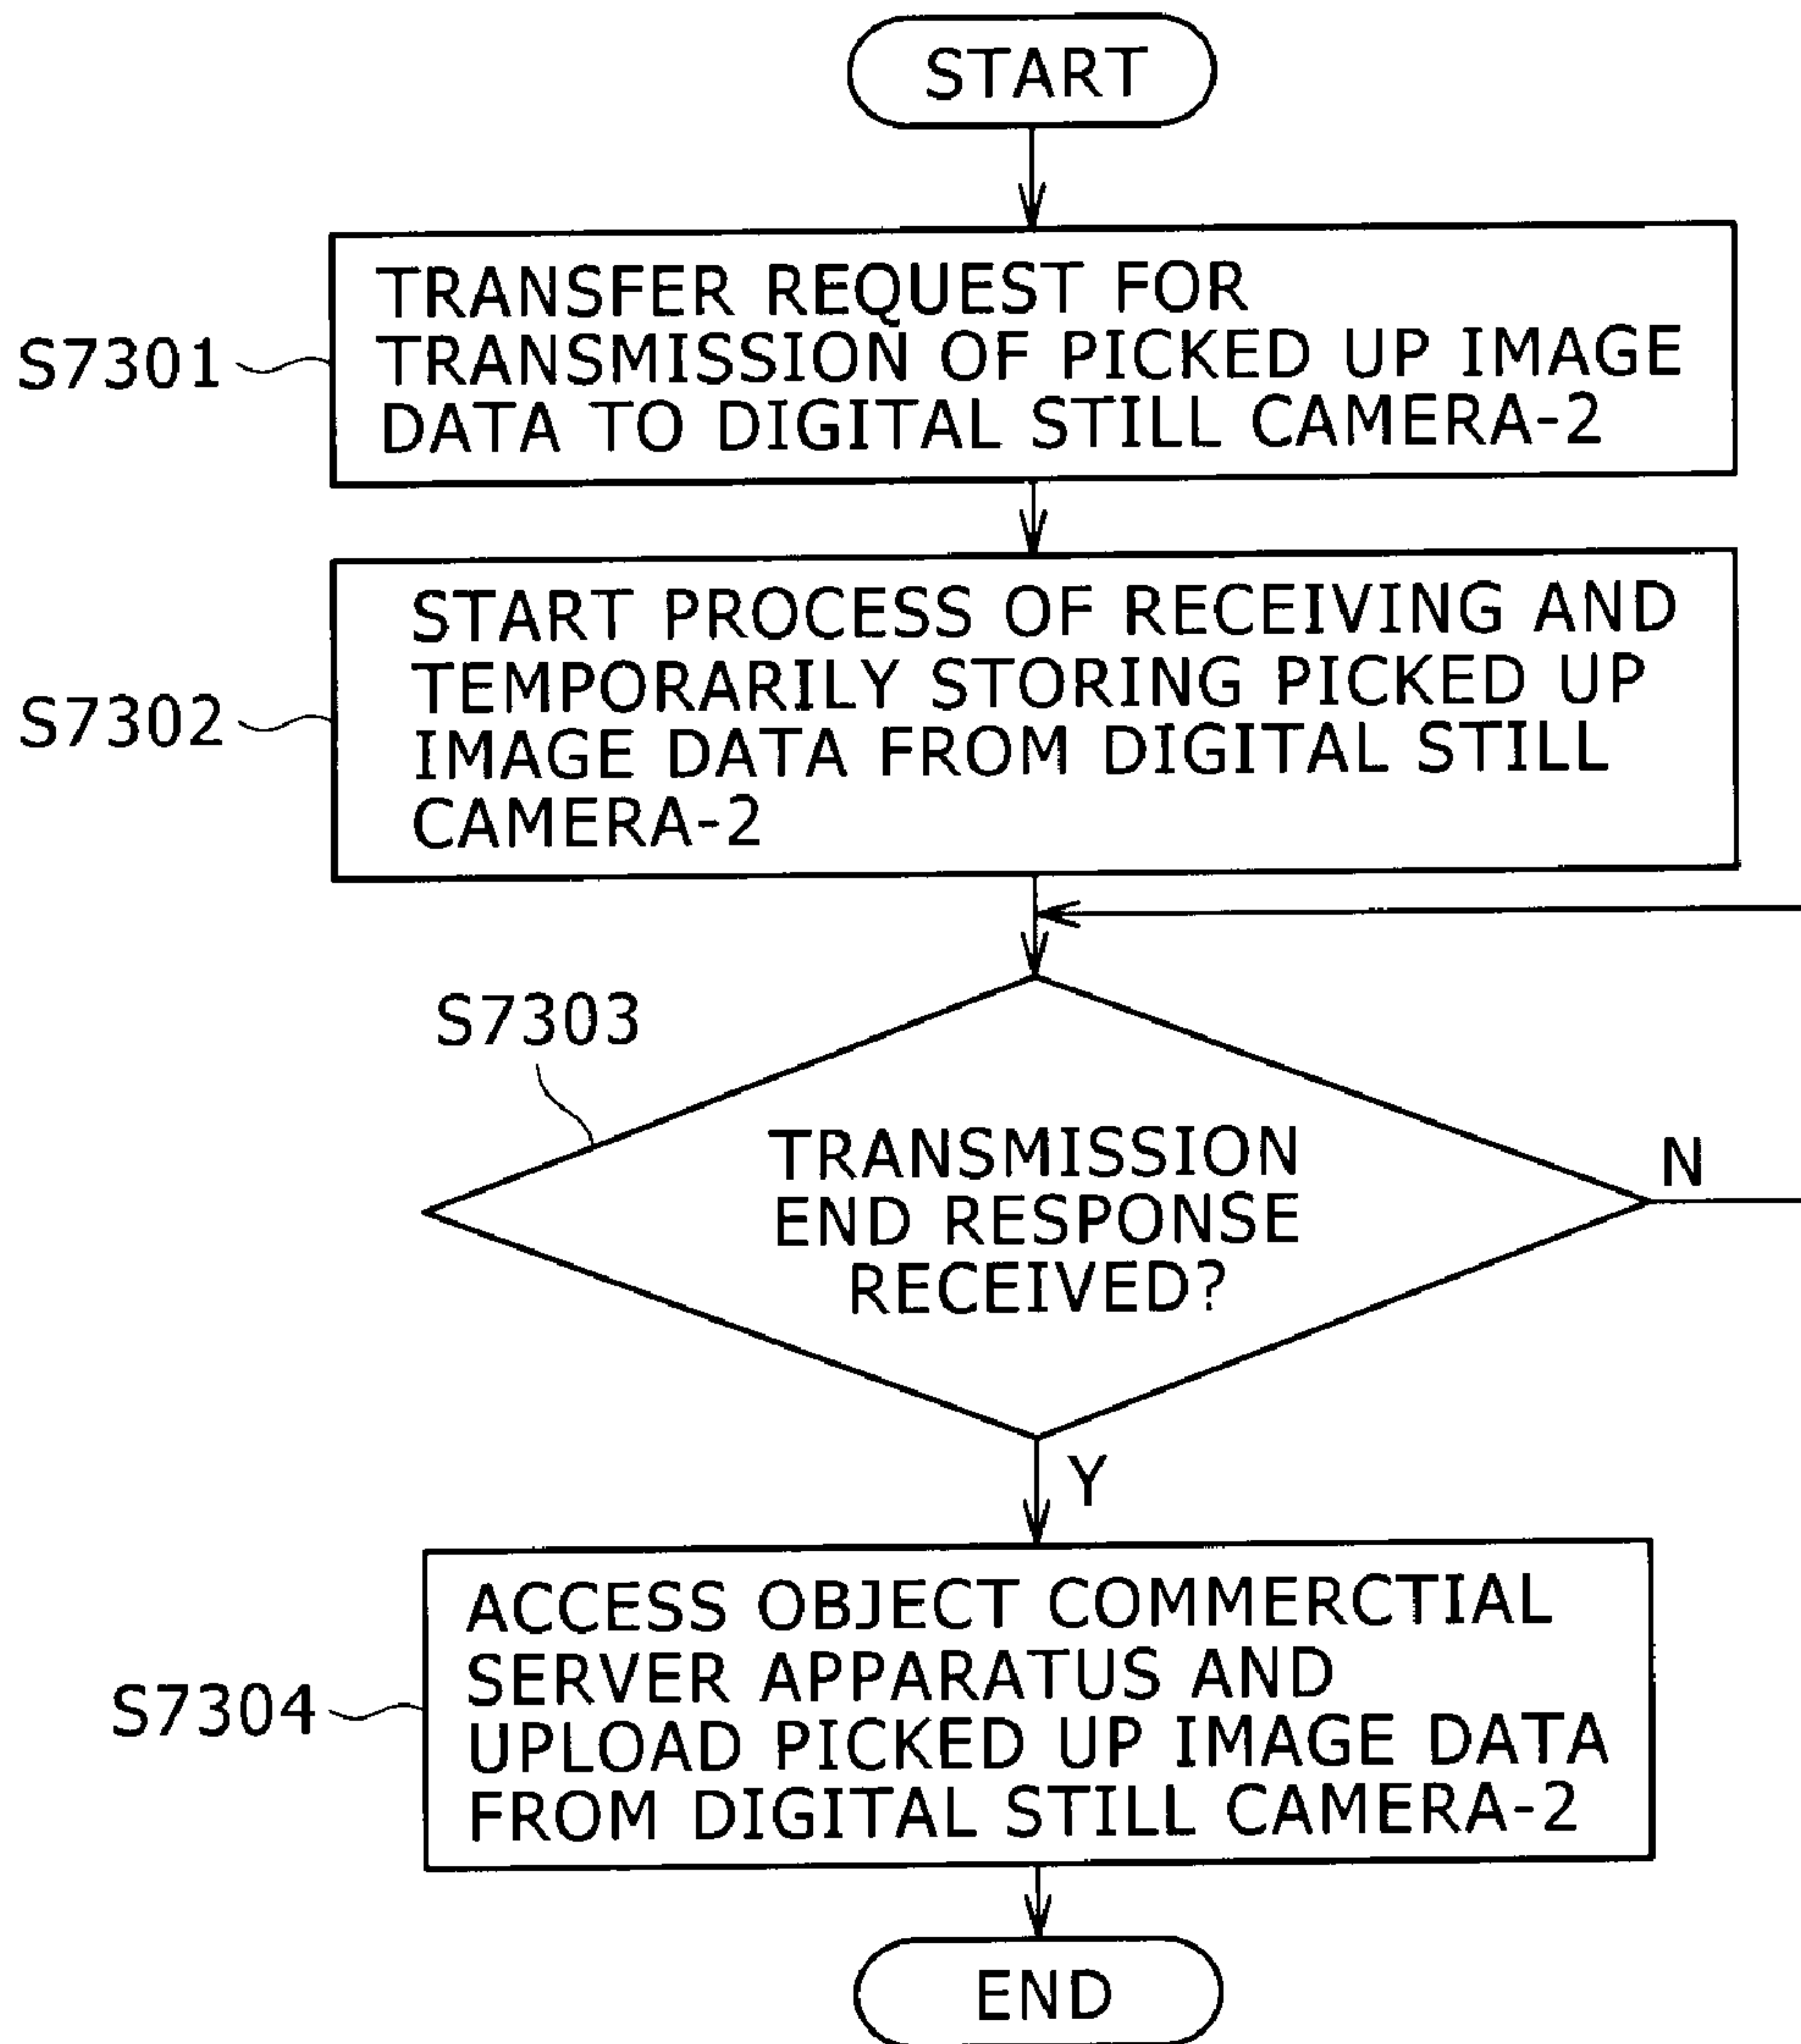 START
S7301
TRANSFER REQUEST FOR
TRANSMISSION OF PICKED UP IMAGE
DATA TO DIGITAL STILL CAMERA-2
S7302
START PROCESS OF RECEIVING AND
TEMPORARILY STORING PICKED UP
IMAGE DATA FROM DIGITAL STILL
CAMERA-2
S7303
TRANSMISSION
END RESPONSE
RECEIVED?
N
Y
S7304
ACCESS OBJECT COMMERCTIAL
SERVER APPARATUS AND
UPLOAD PICKED UP IMAGE DATA
FROM DIGITAL STILL CAMERA-2
END